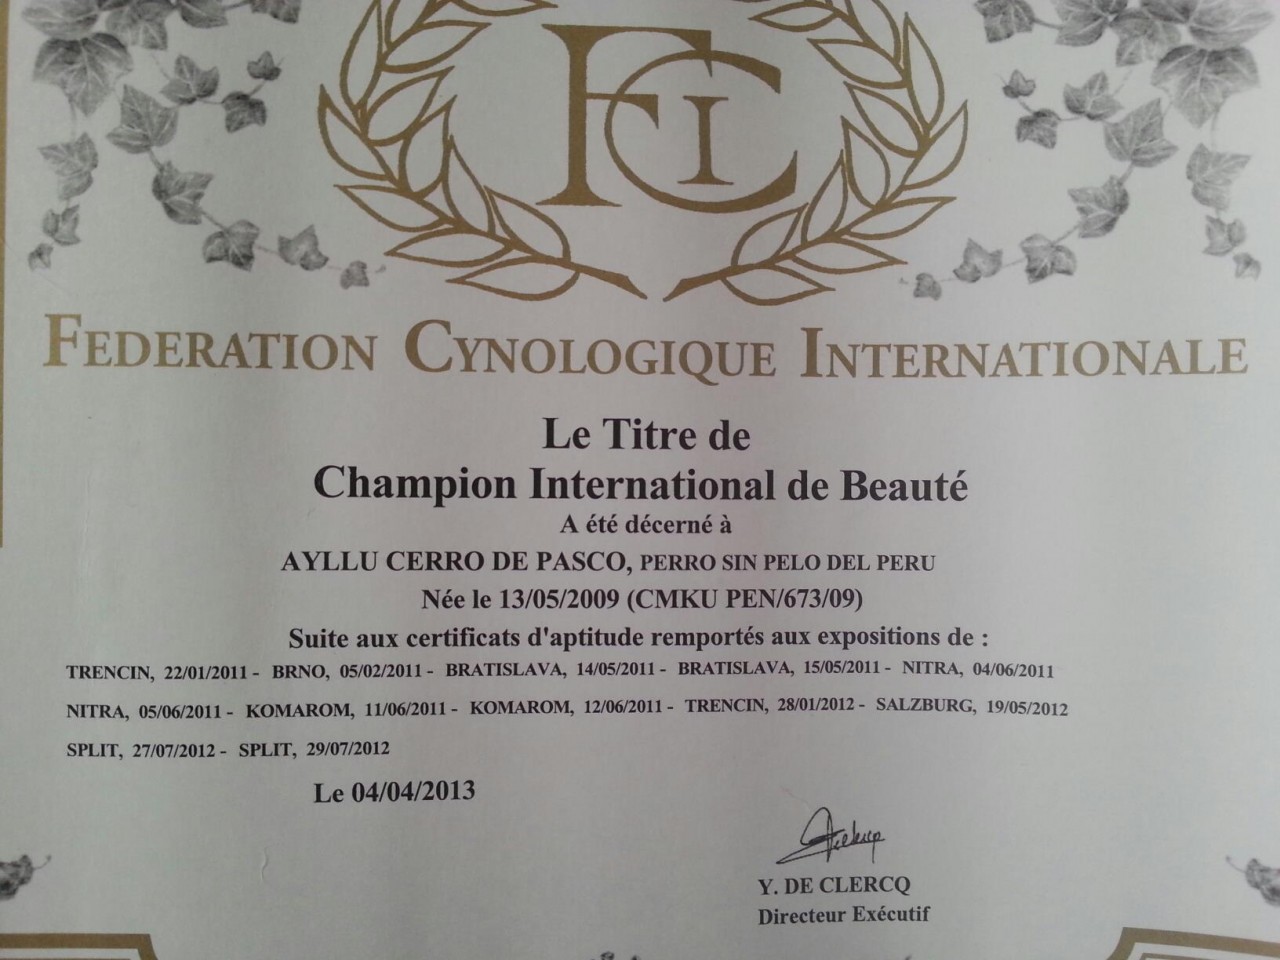 FCI
FEDERATION CYNOLOGIQUE INTERNATIONALE
Le Titre de
Champion International de Beauté
A été décerné à
AYLLU CERRO DE PASCO, PERRO SIN PELO DEL PERU
Née le 13/05/2009 (CMKU PEN/673/09)
Suite aux certificats d'aptitude remportés aux expositions de :
TRENCIN, 22/01/2011 - BRNO, 05/02/2011 - BRATISLAVA, 14/05/2011 - BRATISLAVA, 15/05/2011 - NITRA, 04/06/2011
NITRA, 05/06/2011 - KOMAROM, 11/06/2011 - KOMAROM, 12/06/2011 - TRENCIN, 28/01/2012 - SALZBURG, 19/05/2012
SPLIT, 27/07/2012 - SPLIT, 29/07/2012
Le 04/04/2013
Y. DE CLERCQ
Directeur Exécutif